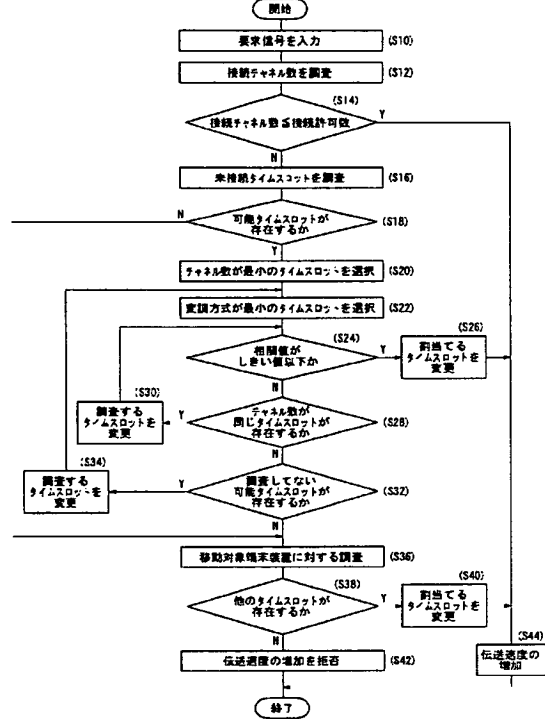 開始
要求信号を入力 (S10)
接続チャネル数を調査 (S12)
(S14)
接続チャネル数≦接続許可数
Y
N
未接続タイムスロットを調査 (S16)
N
可能タイムスロットが
存在するか
(S18)
Y
チャネル数が最小のタイムスロットを選択 (S20)
変調方式が最小のタイムスロットを選択 (S22)
(S24)
相関値が
しきい値以下か
Y
(S26)
割当てる
タイムスロットを
変更
N
(S30)
調査する
タイムスロットを
変更
Y
チャネル数が
同じタイムスロットが
存在するか
(S28)
N
(S34)
調査する
タイムスロットを
変更
Y
調査してない
可能タイムスロットが
存在するか
(S32)
N
移動対象端末装置に対する調査 (S36)
(S38)
他のタイムスロットが
存在するか
Y
(S40)
割当てる
タイムスロットを
変更
N
(S44)
伝送速度の
増加
伝送速度の増加を拒否 (S42)
終了